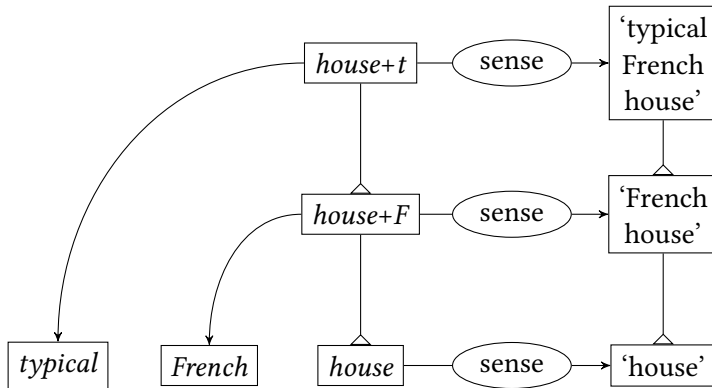 house+t sense ‘typical
French
house’
house+F sense ‘French
house’
typical French house sense ‘house’